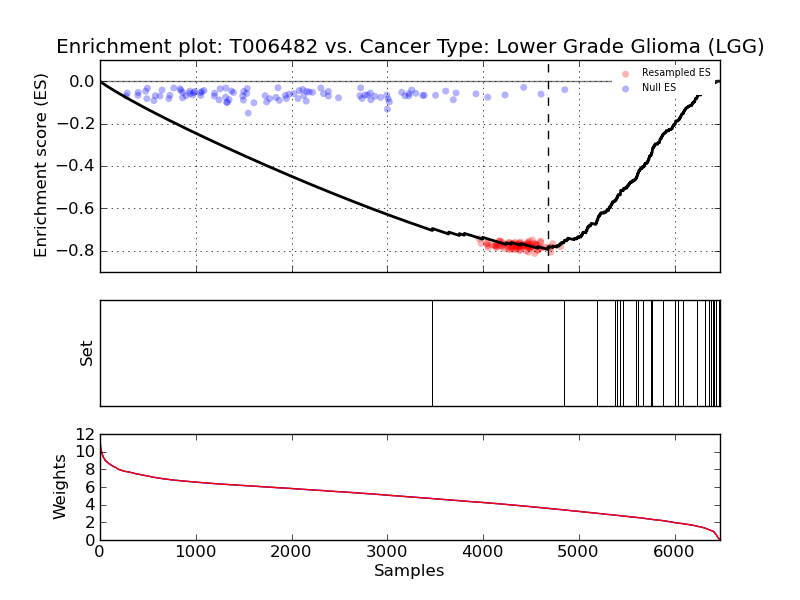 Enrichment plot: T006482 vs. Cancer Type: Lower Grade Glioma (LGG)
Enrichment score (ES)
0.0
−0.2
−0.4
−0.6
−0.8
Resampled ES
Null ES
Set
Weights
12
10
8
6
4
2
0
0 1000 2000 3000 4000 5000 6000
Samples